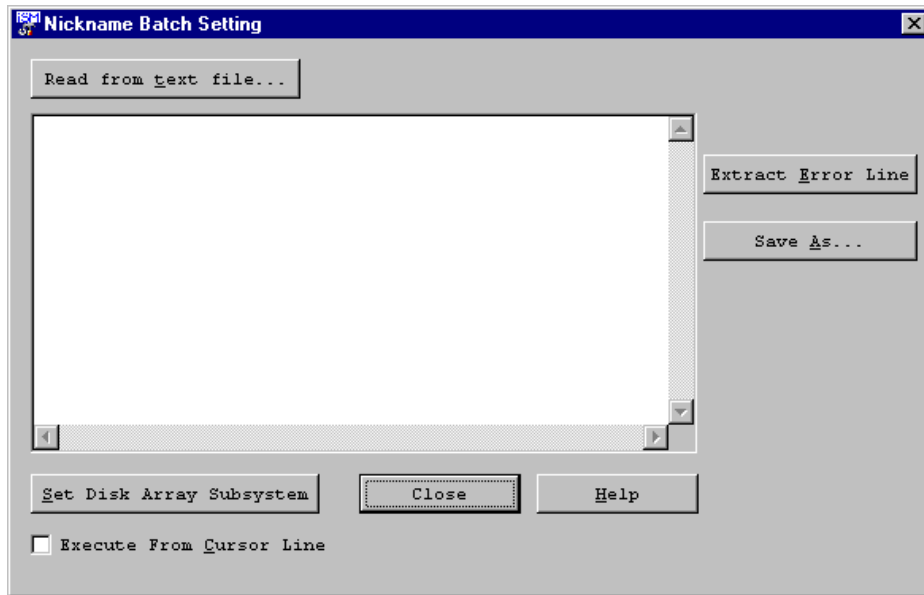 iSM Nickname Batch Setting
Read from text file...
Extract Error Line
Save As...
Set Disk Array Subsystem Close Help
Execute From Cursor Line